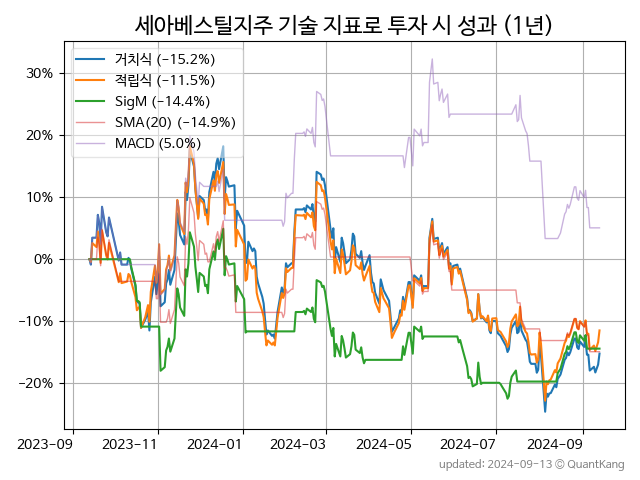 세아베스틸지주 기술 지표로 투자 시 성과 (1년)
거치식 (−15.2%)
적립식 (−11.5%)
SigM (−14.4%)
SMA(20) (−14.9%)
MACD (5.0%)
30%
20%
10%
0%
−10%
−20%
2023-09 2023-11 2024-01 2024-03 2024-05 2024-07 2024-09
updated: 2024-09-13 ⓒ QuantKang